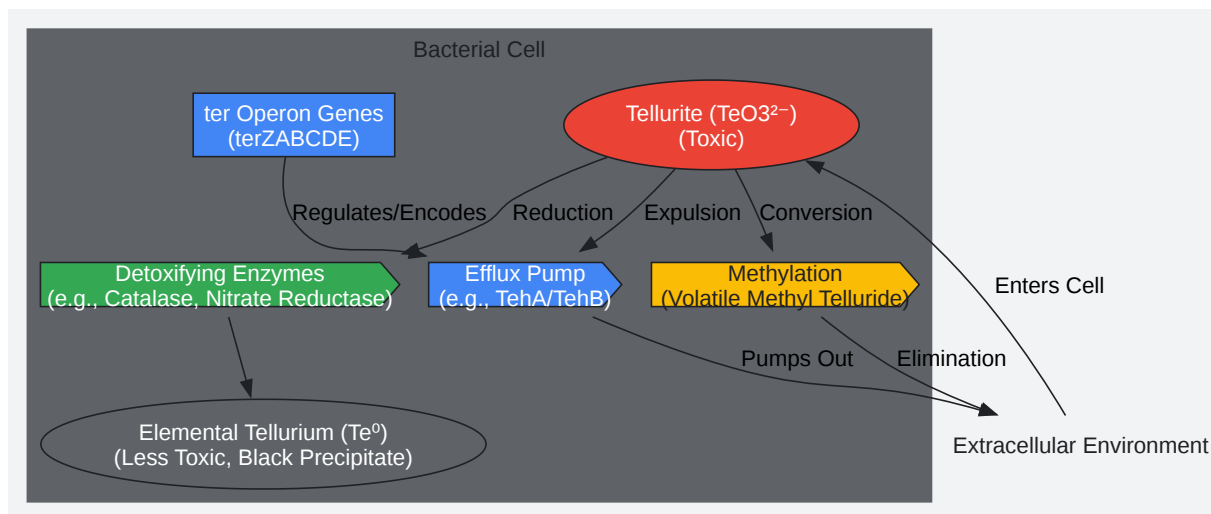 Bacterial Cell
ter Operon Genes
(terZABCDE)
Tellurite (TeO3²⁻)
(Toxic)
Regulates/Encodes
Reduction
Expulsion
Conversion
Detoxifying Enzymes
(e.g., Catalase, Nitrate Reductase)
Efflux Pump
(e.g., TehA/TehB)
Methylation
(Volatile Methyl Telluride)
Enters Cell
Pumps Out
Elimination
Elemental Tellurium (Te⁰)
(Less Toxic, Black Precipitate)
Extracellular Environment